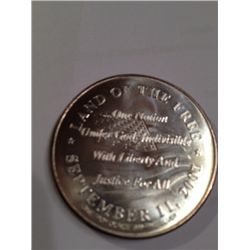 LAND OF THE FREE
...One Nation
Under God, Indivisible
With Liberty And
Justice For All
SEPTEMBER 11, 2001